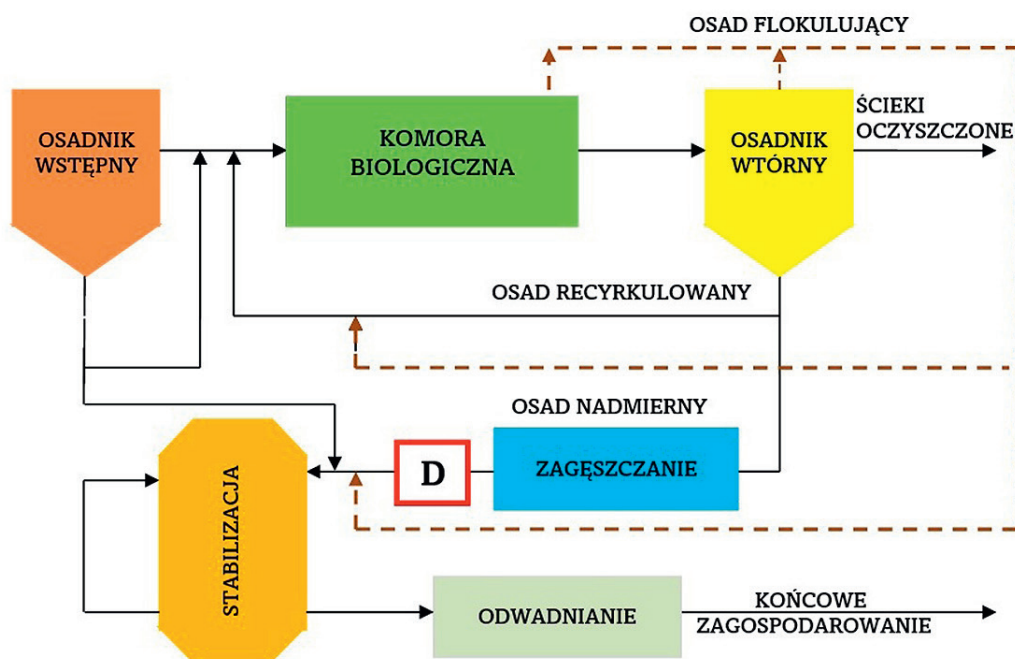 OSAD FLOKULUJĄCY
OSADNIK
WSTĘPNY
KOMORA
BIOLOGICZNA
OSADNIK
WTÓRNY
ŚCIEKI
OCZYSZCZONE
OSAD RECYRKULOWANY
OSAD NADMIERNY
STABILIZACJA
D
ZAGĘSZCZANIE
ODWADNIANIE
KOŃCOWE
ZAGOSPODAROWANIE